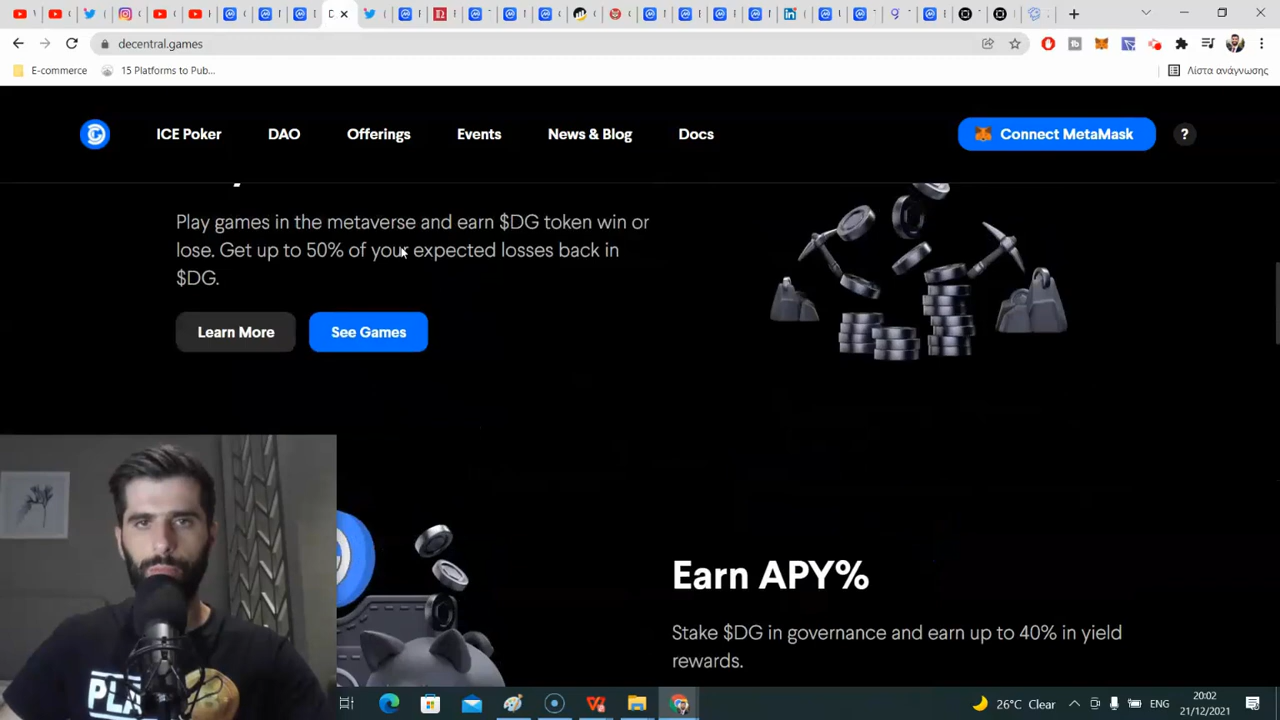 decentral.games
E-commerce
15 Platforms to Pub...
Λίστα ανάγνωσης
ICE Poker
DAO
Offerings
Events
News & Blog
Docs
Connect MetaMask
?
Play games in the metaverse and earn $DG token win or
lose. Get up to 50% of your expected losses back in
$DG.
Learn More
See Games
Earn APY%
Stake $DG in governance and earn up to 40% in yield
rewards.
26°C Clear
ENG
20:02
21/12/2021